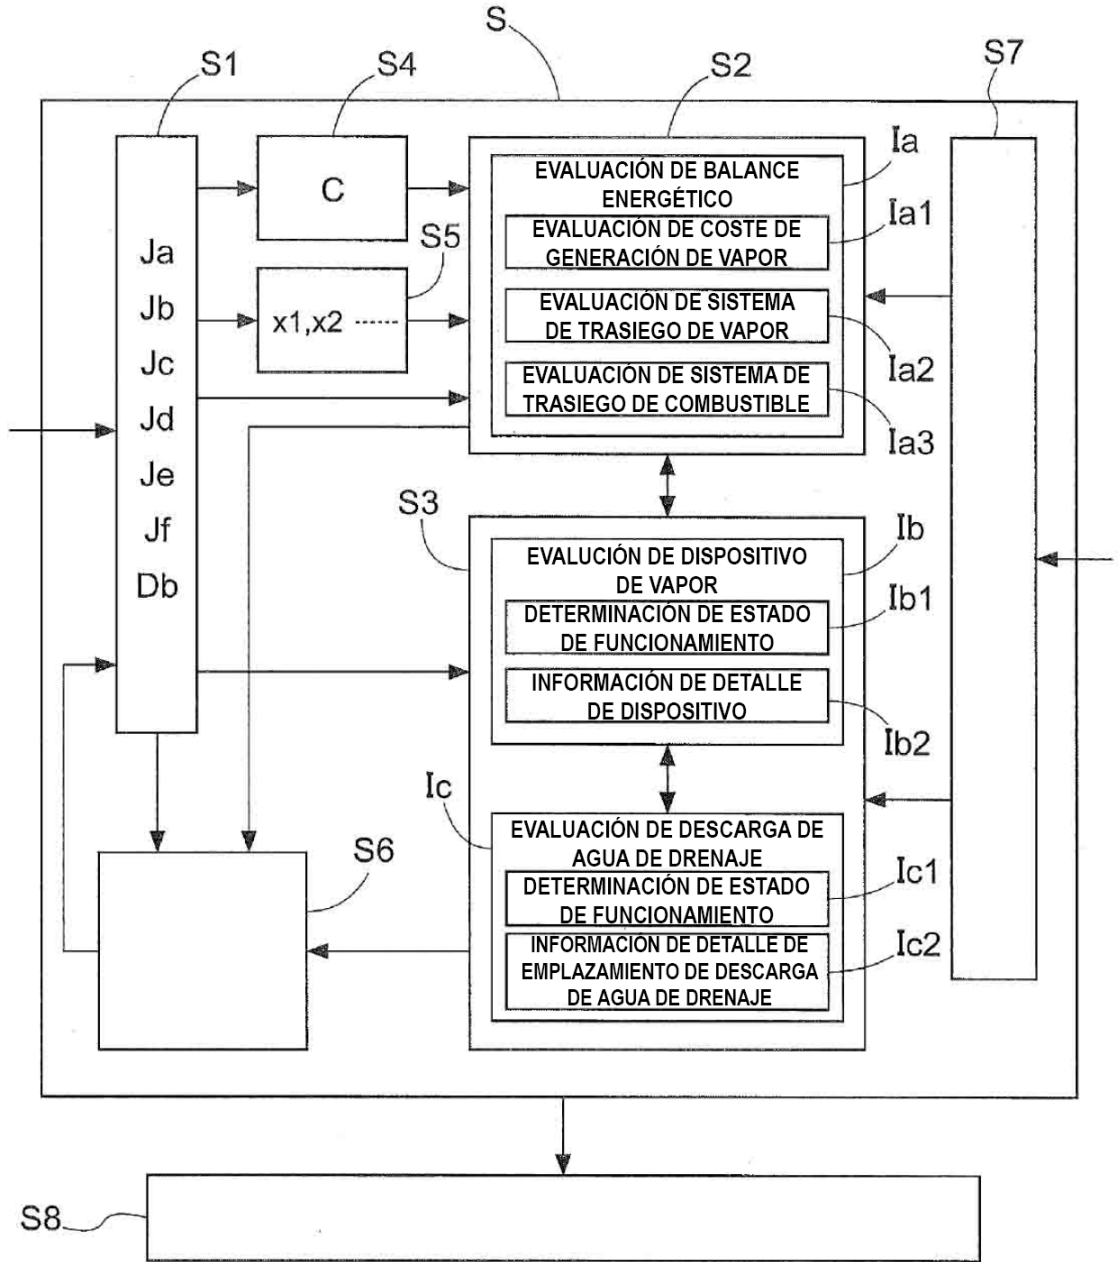 S
S1
S4
S2
S7
C
Ja
Jb
Jc
Jd
Je
Jf
Db
S5
x1,x2 ------
EVALUACIÓN DE BALANCE
ENERGÉTICO
Ia
EVALUACIÓN DE COSTE DE
GENERACIÓN DE VAPOR
Ia1
EVALUACIÓN DE SISTEMA
DE TRASIEGO DE VAPOR
Ia2
EVALUACIÓN DE SISTEMA DE
TRASIEGO DE COMBUSTIBLE
Ia3
S3
EVALUCIÓN DE DISPOSITIVO
DE VAPOR
Ib
DETERMINACIÓN DE ESTADO
DE FUNCIONAMIENTO
Ib1
INFORMACIÓN DE DETALLE
DE DISPOSITIVO
Ib2
Ic
EVALUACIÓN DE DESCARGA DE
AGUA DE DRENAJE
DETERMINACIÓN DE ESTADO
DE FUNCIONAMIENTO
Ic1
INFORMACIÓN DE DETALLE DE
EMPLAZAMIENTO DE DESCARGA
DE AGUA DE DRENAJE
Ic2
S6
S8